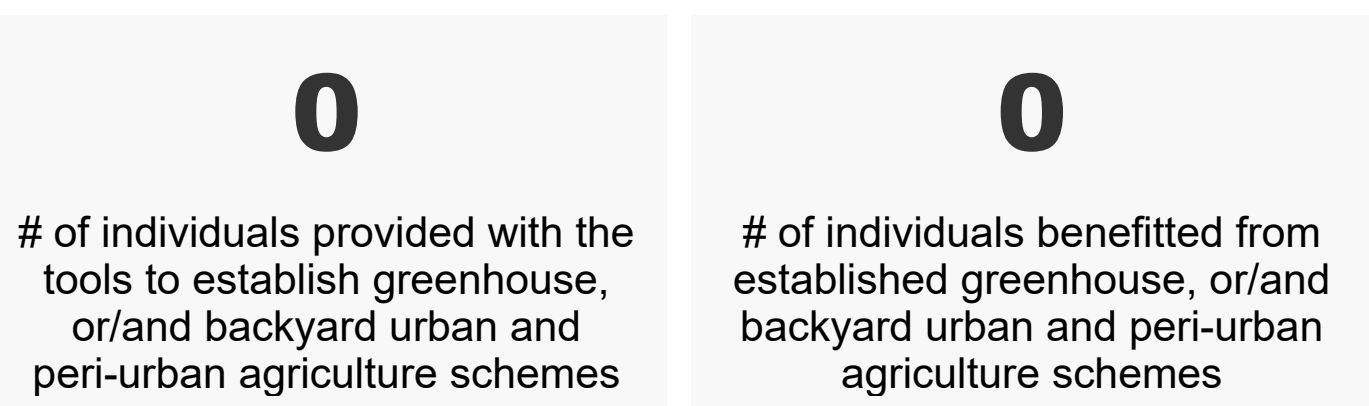 0
# of individuals provided with the
tools to establish greenhouse,
or/and backyard urban and
peri-urban agriculture schemes
0
# of individuals benefitted from
established greenhouse, or/and
backyard urban and peri-urban
agriculture schemes